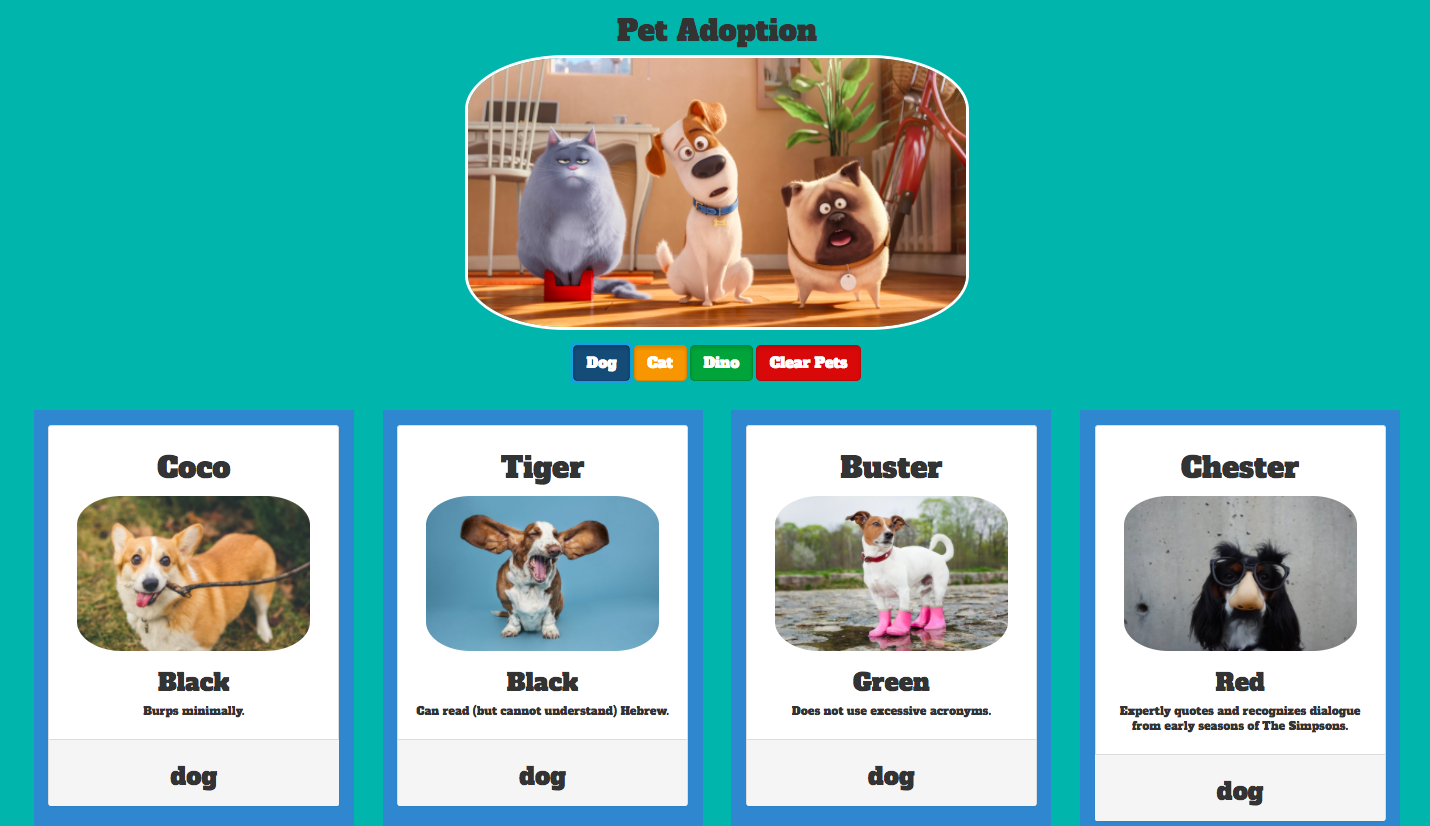 Pet Adoption
Dog Cat Dino Clear Pets
Coco
Black
Burps minimally.
dog
Tiger
Black
Can read (but cannot understand) Hebrew.
dog
Buster
Green
Does not use excessive acronyms.
dog
Chester
Red
Expertly quotes and recognizes dialogue
from early seasons of The Simpsons.
dog